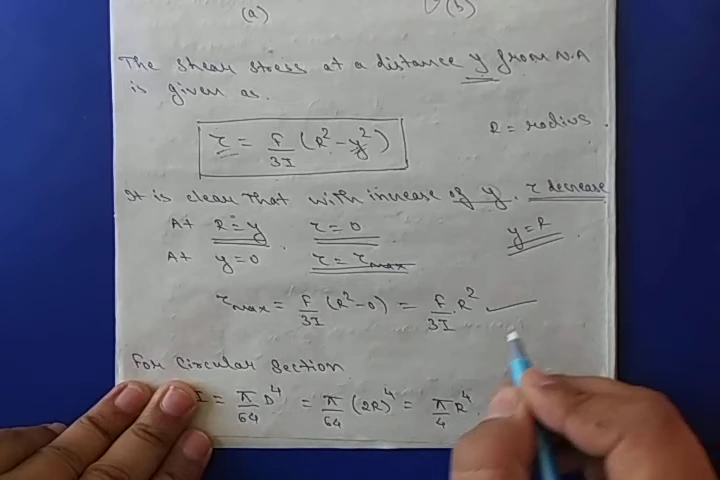 (a) (b)
The shear stress at a distance y from N.A
is given as.
τ = F/3I (R² - y²)
R = radius.
It is clear that with increase of y. τ decrease
At R = y. τ = 0
y = R
At y = 0 τ = τmax
τmax = F/3I (R² - 0) = F/3I . R²
For Circular Section.
I = π/64 D⁴ = π/64 (2R)⁴ = π/4 R⁴